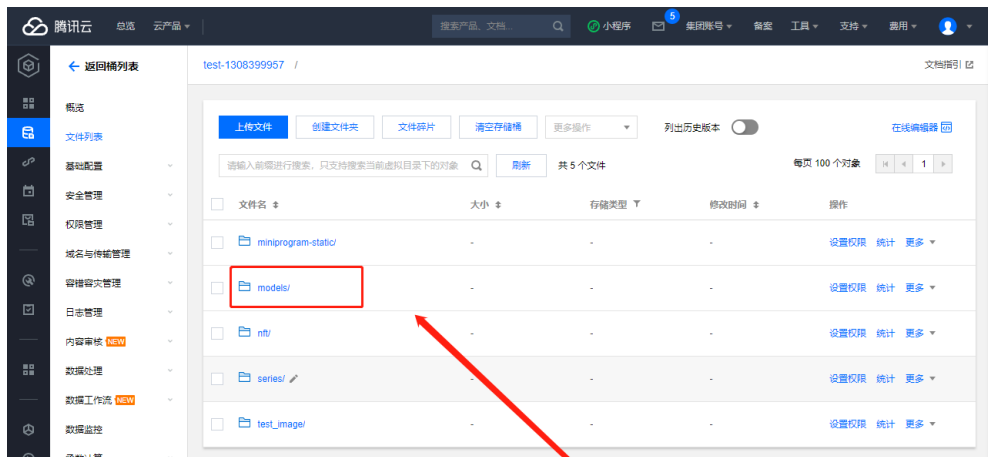 腾讯云 总览 云产品 搜索产品、文档... 小程序 5 集团账号 备案 工具 支持 费用
返回桶列表 test-1308399957 / 文档指引
概览
文件列表
基础配置
安全管理
权限管理
域名与传输管理
容错容灾管理
日志管理
内容审核 NEW
数据处理
数据工作流 NEW
数据监控
函数计算
上传文件 创建文件夹 文件碎片 清空存储桶 更多操作 列出历史版本 在线编辑器
请输入前缀进行搜索，只支持搜索当前虚拟目录下的对象 刷新 共 5 个文件 每页 100 个对象 1
文件名 大小 存储类型 修改时间 操作
miniprogram-static/ - - - 设置权限 统计 更多
models/ - - - 设置权限 统计 更多
nft/ - - - 设置权限 统计 更多
series/ - - - 设置权限 统计 更多
test_image/ - - - 设置权限 统计 更多